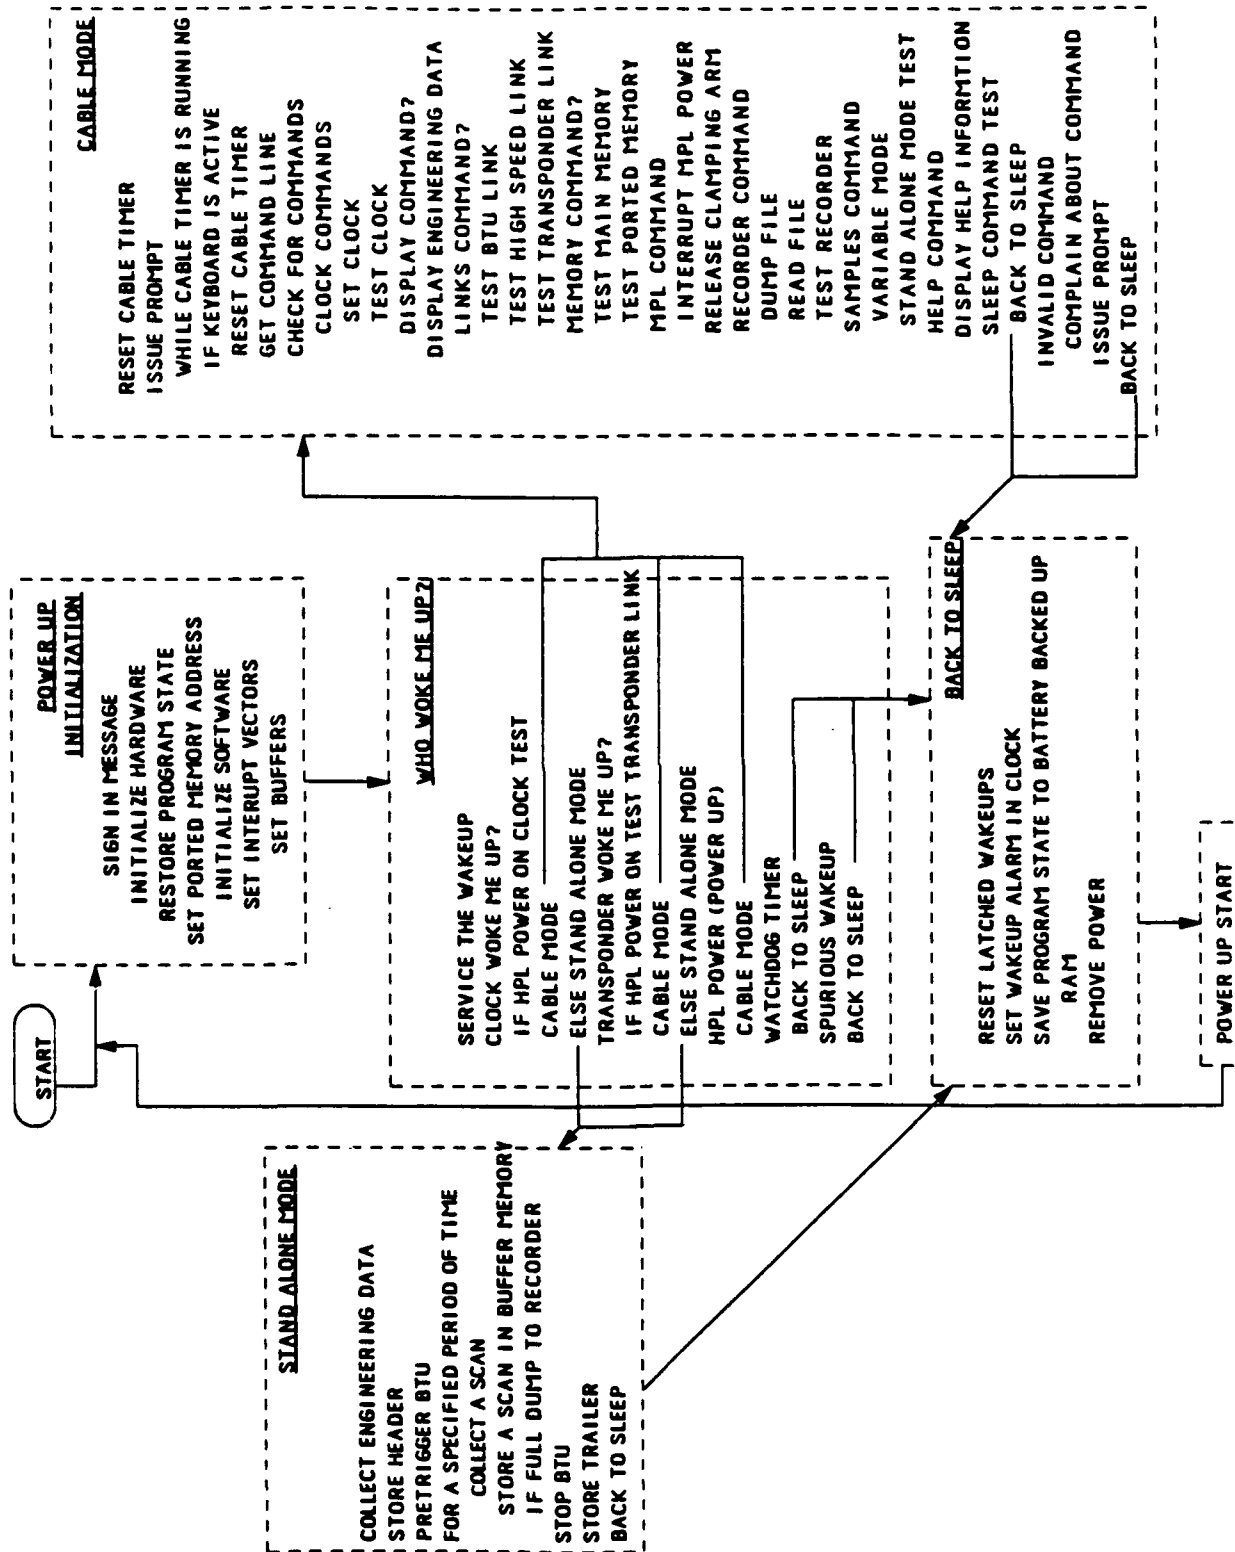 START
POWER UP
INITIALIZATION
SIGN IN MESSAGE
INITIALIZE HARDWARE
RESTORE PROGRAM STATE
SET PORTED MEMORY ADDRESS
INITIALIZE SOFTWARE
SET INTERUPT VECTORS
SET BUFFERS
STAND ALONE MODE
COLLECT ENGINEERING DATA
STORE HEADER
PRETRIGGER BTU
FOR A SPECIFIED PERIOD OF TIME
COLLECT A SCAN
STORE A SCAN IN BUFFER MEMORY
IF FULL DUMP TO RECORDER
STOP BTU
STORE TRAILER
BACK TO SLEEP
WHO WOKE ME UP?
SERVICE THE WAKEUP
CLOCK WOKE ME UP?
IF HPL POWER ON CLOCK TEST
CABLE MODE
ELSE STAND ALONE MODE
TRANSPONDER WOKE ME UP?
IF HPL POWER ON TEST TRANSPONDER LINK
CABLE MODE
ELSE STAND ALONE MODE
HPL POWER (POWER UP)
CABLE MODE
WATCHDOG TIMER
BACK TO SLEEP
SPURIOUS WAKEUP
BACK TO SLEEP
CABLE MODE
RESET CABLE TIMER
ISSUE PROMPT
WHILE CABLE TIMER IS RUNNING
IF KEYBOARD IS ACTIVE
RESET CABLE TIMER
GET COMMAND LINE
CHECK FOR COMMANDS
CLOCK COMMANDS
SET CLOCK
TEST CLOCK
DISPLAY COMMAND?
DISPLAY ENGINEERING DATA
LINKS COMMAND?
TEST BTU LINK
TEST HIGH SPEED LINK
TEST TRANSPONDER LINK
MEMORY COMMAND?
TEST MAIN MEMORY
TEST PORTED MEMORY
MPL COMMAND
INTERRUPT MPL POWER
RELEASE CLAMPING ARM
RECORDER COMMAND
DUMP FILE
READ FILE
TEST RECORDER
SAMPLES COMMAND
VARIABLE MODE
STAND ALONE MODE TEST
HELP COMMAND
DISPLAY HELP INFORMTION
SLEEP COMMAND TEST
BACK TO SLEEP
INVALID COMMAND
COMPLAIN ABOUT COMMAND
ISSUE PROMPT
BACK TO SLEEP
BACK TO SLEEP
RESET LATCHED WAKEUPS
SET WAKEUP ALARM IN CLOCK
SAVE PROGRAM STATE TO BATTERY BACKED UP
RAM
REMOVE POWER
POWER UP START